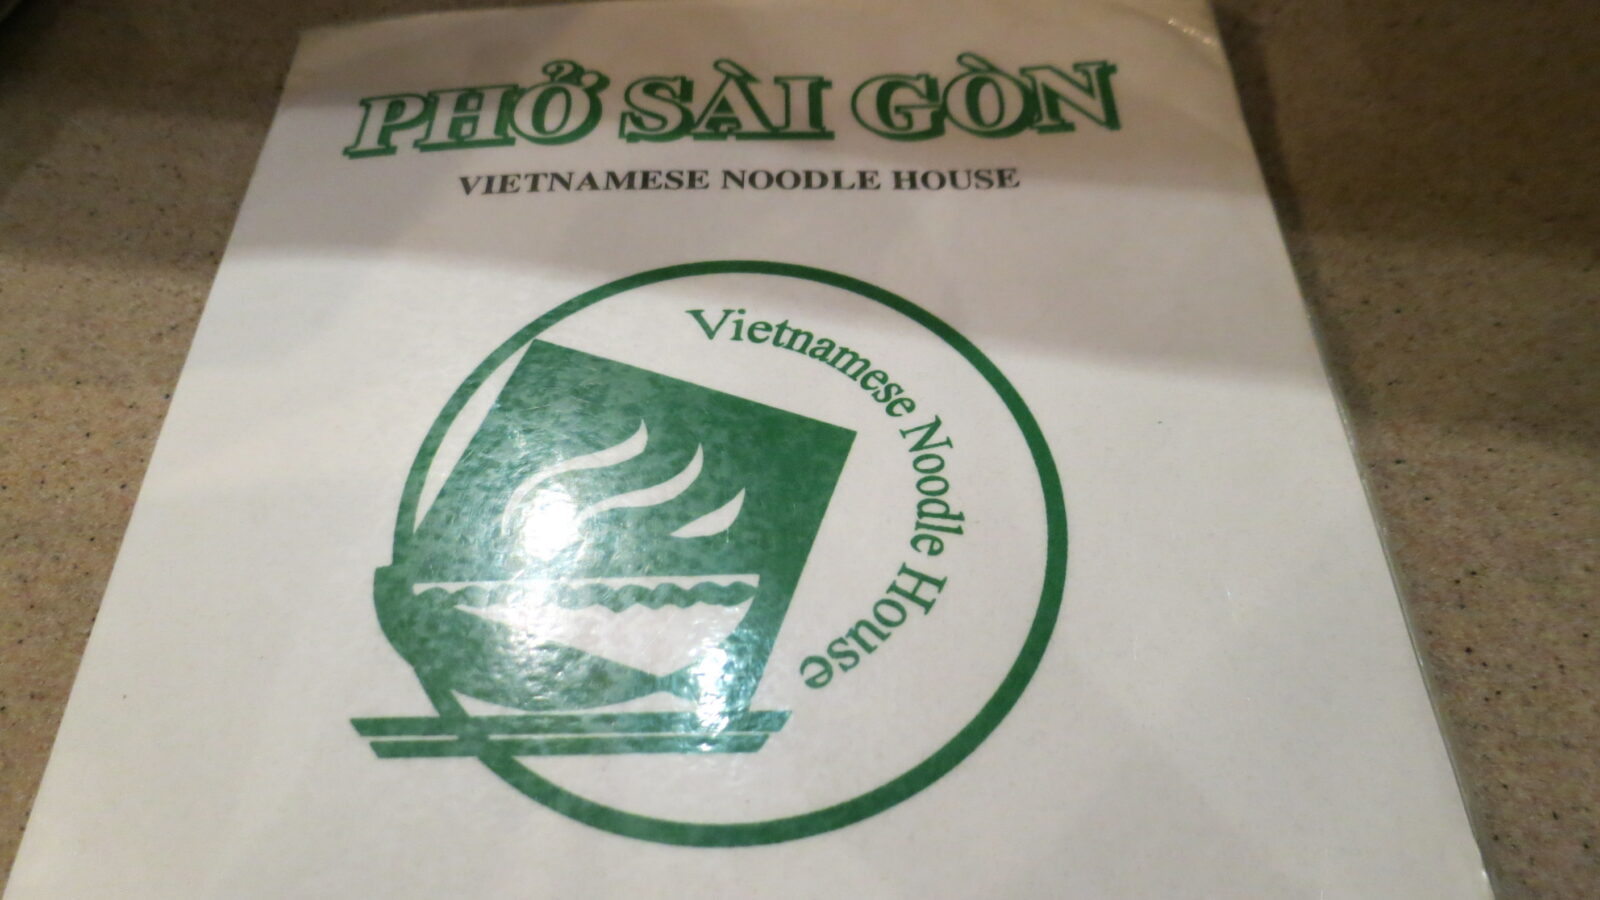 PHỞ SÀI GÒN
VIETNAMESE NOODLE HOUSE
Vietnamese Noodle House